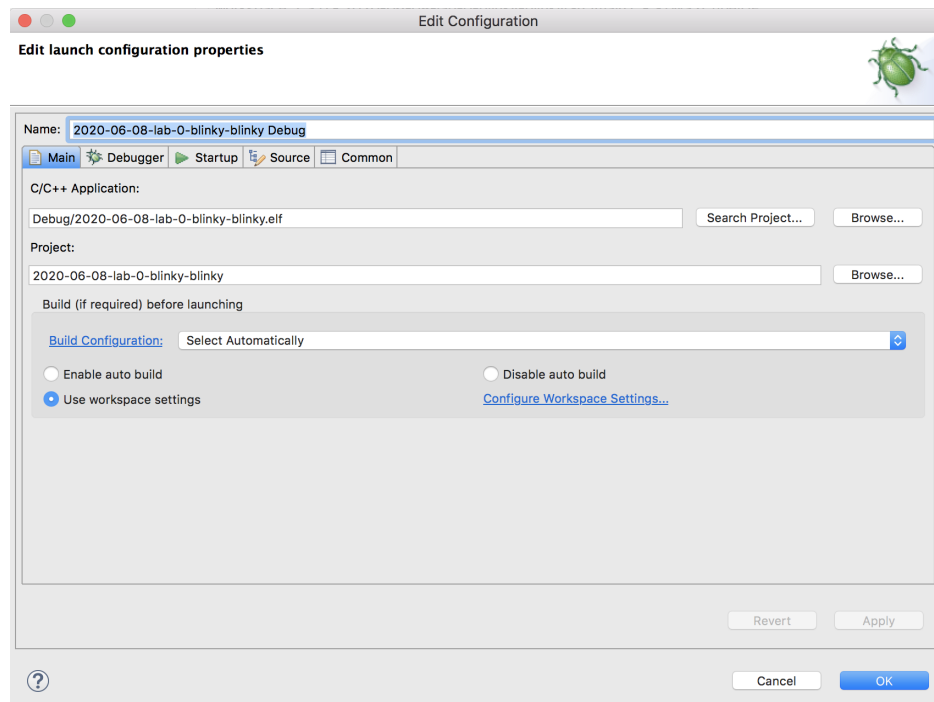 Edit Configuration
Edit launch configuration properties
Name: 2020-06-08-lab-0-blinky-blinky Debug
Main Debugger Startup Source Common
C/C++ Application:
Debug/2020-06-08-lab-0-blinky-blinky.elf Search Project... Browse...
Project:
2020-06-08-lab-0-blinky-blinky Browse...
Build (if required) before launching
Build Configuration: Select Automatically
Enable auto build Disable auto build
Use workspace settings Configure Workspace Settings...
Revert Apply
? Cancel OK